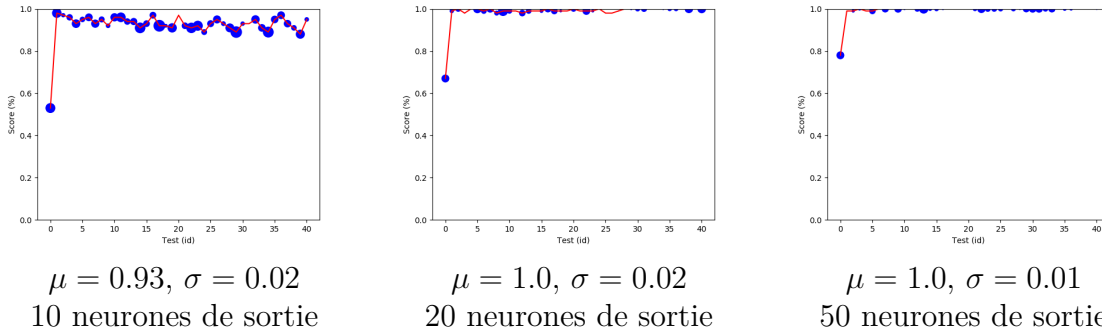 1.0
0.8
0.6
0.4
0.2
0.0
Score (%)
0 5 10 15 20 25 30 35 40
Test (id)
μ = 0.93, σ = 0.02
10 neurones de sortie
1.0
0.8
0.6
0.4
0.2
0.0
Score (%)
0 5 10 15 20 25 30 35 40
Test (id)
μ = 1.0, σ = 0.02
20 neurones de sortie
1.0
0.8
0.6
0.4
0.2
0.0
Score (%)
0 5 10 15 20 25 30 35 40
Test (id)
μ = 1.0, σ = 0.01
50 neurones de sortie